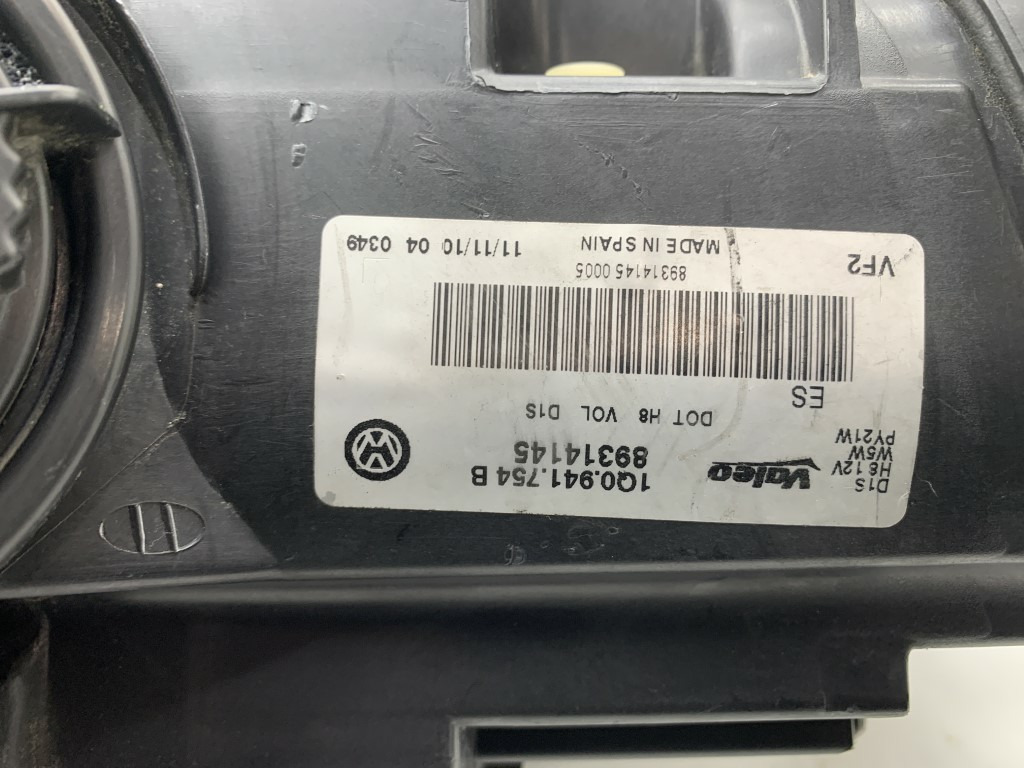 D1S
H8 12V
W5W
PY21W
Valeo
1Q0.941.754 B
89314145
DOT H8 VOL D1S
ES
89314145 0005
VF2
MADE IN SPAIN
11/11/10 04 0349